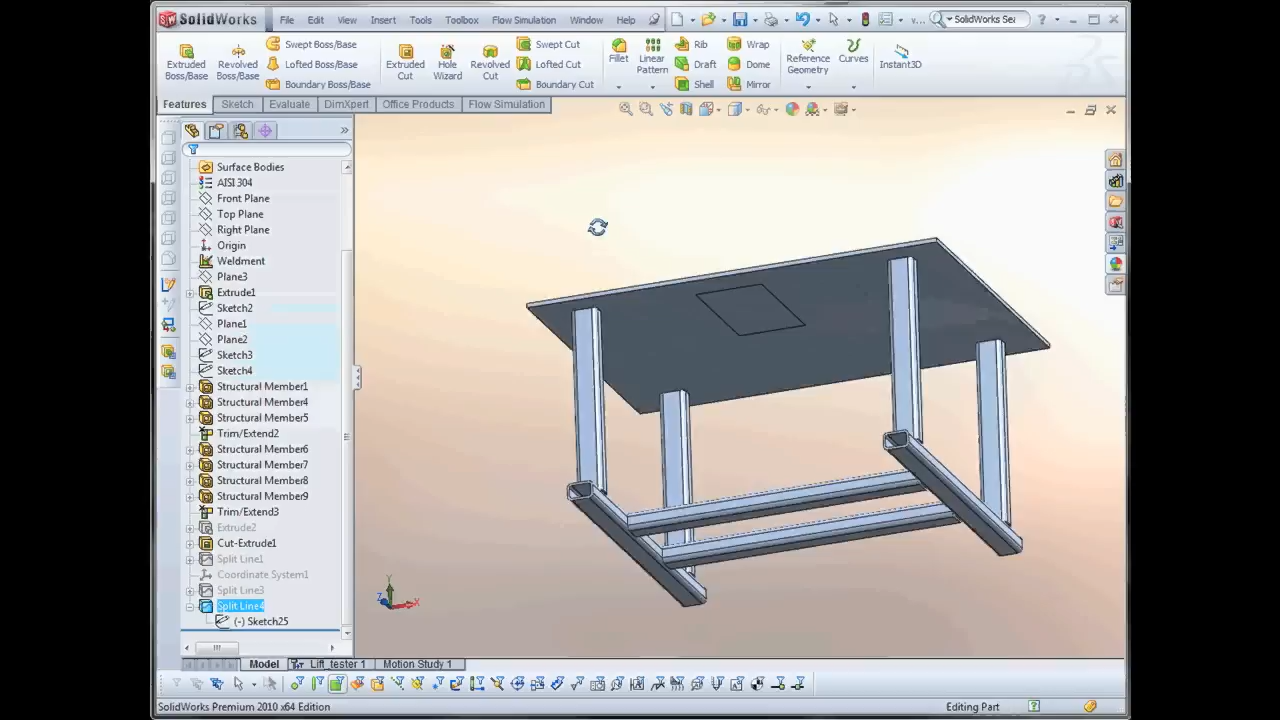 SolidWorks File Edit View Insert Tools Toolbox Flow Simulation Window Help v... SolidWorks Sea ?
Extruded Boss/Base
Revolved Boss/Base
Swept Boss/Base
Lofted Boss/Base
Boundary Boss/Base
Extruded Cut
Hole Wizard
Revolved Cut
Swept Cut
Lofted Cut
Boundary Cut
Fillet
Linear Pattern
Rib
Draft
Shell
Wrap
Dome
Mirror
Reference Geometry
Curves
Instant3D
Features Sketch Evaluate DimXpert Office Products Flow Simulation
Surface Bodies
AISI 304
Front Plane
Top Plane
Right Plane
Origin
Weldment
Plane3
Extrude1
Sketch2
Plane1
Plane2
Sketch3
Sketch4
Structural Member1
Structural Member4
Structural Member5
Trim/Extend2
Structural Member6
Structural Member7
Structural Member8
Structural Member9
Trim/Extend3
Extrude2
Cut-Extrude1
Split Line1
Coordinate System1
Split Line3
Split Line4
(-) Sketch25
Y
Z X
Model Lift_tester 1 Motion Study 1
SolidWorks Premium 2010 x64 Edition Editing Part ?